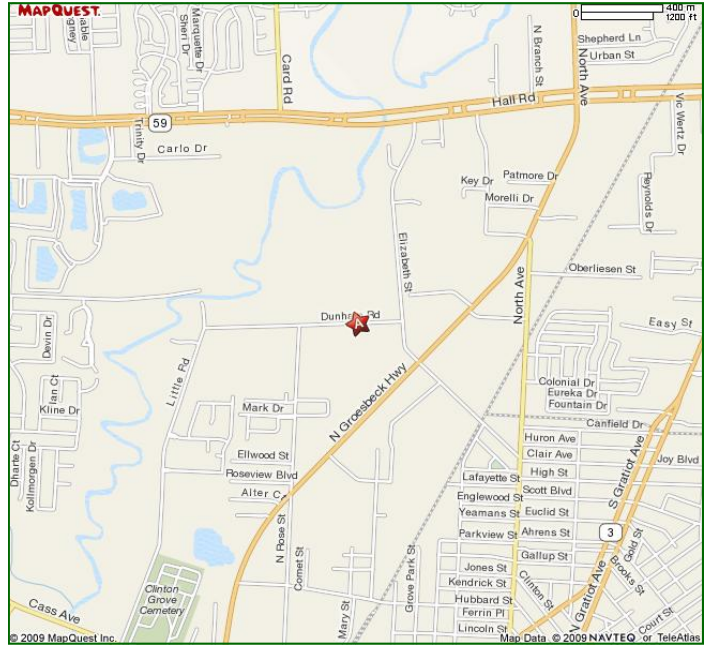 MAPQUEST.
0
400 m
1200 ft
Marquette Dr
Sheri Dr
Card Rd
N Branch St
North Ave
Shepherd Ln
Urban St
Hall Rd
59
Trinity Dr
Carlo Dr
Vic Wertz Dr
Key Dr
Patmore Dr
Morelli Dr
Reynolds Dr
Elizabeth St
North Ave
Oberliesen St
Devin Dr
Little Rd
A
Easy St
Ian Ct
Kline Dr
Mark Dr
N Groesbeck Hwy
Colonial Dr
Eureka Dr
Fountain Dr
Canfield Dr
Dharte Ct
Kollmorgen Dr
Ellwood St
Roseview Blvd
Huron Ave
Clair Ave
Joy Blvd
S Gratiot Ave
Lafayette St
High St
Englewood St
Scott Blvd
Yeamans St
Euclid St
Parkview St
Ahrens St
3
Gold St
N Rose St
Comet St
Grove Park St
Mary St
Gallup St
Brooks St
Jones St
Kendrick St
Clinton St
N Gratiot Ave
Hubbard St
Ferrin Pl
Court St
Lincoln St
Clinton
Grove
Cemetery
Cass Ave
© 2009 MapQuest Inc.
Map Data © 2009 NAVTEQ or TeleAtlas